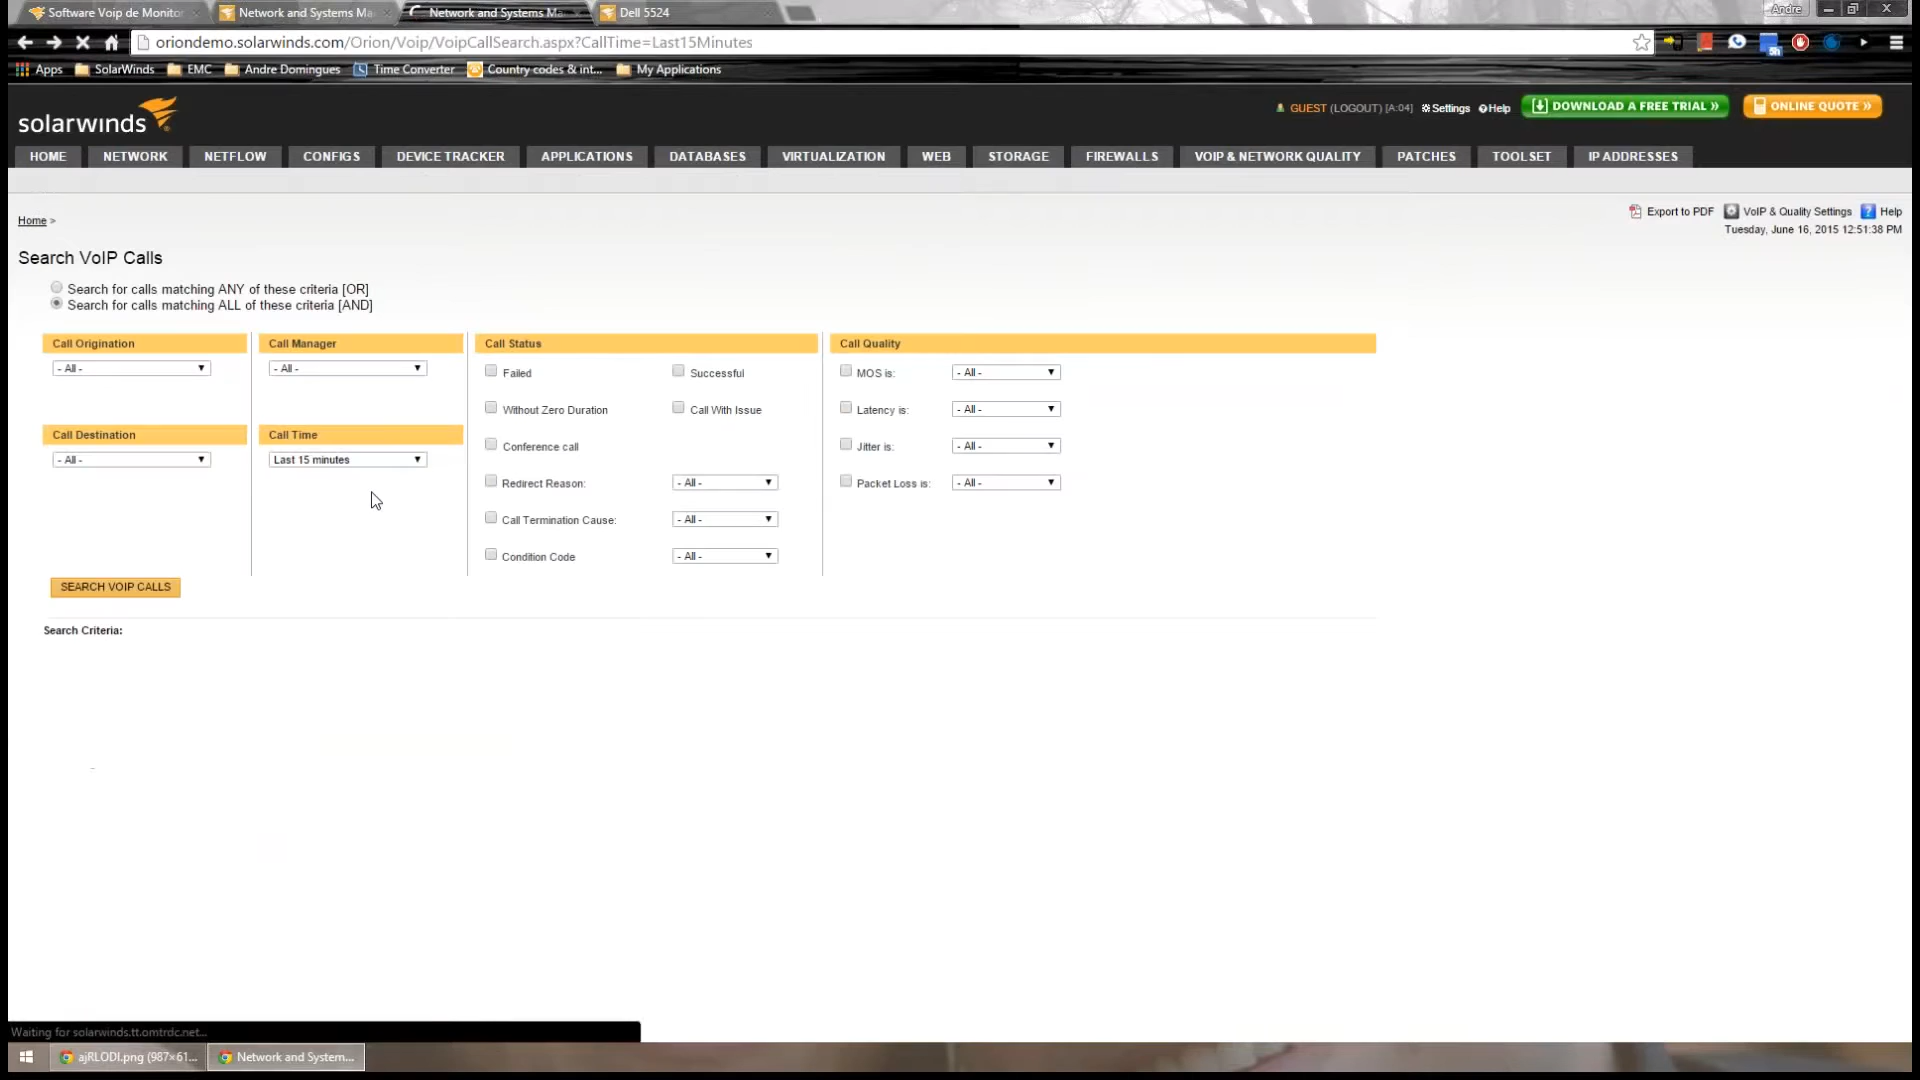 Software Voip de Monito
Network and Systems Ma
Network and Systems Ma
Dell 5524
Andre
oriondemo.solarwinds.com/Orion/Voip/VoipCallSearch.aspx?CallTime=Last15Minutes
Apps SolarWinds EMC Andre Domingues Time Converter Country codes & int... My Applications
solarwinds
GUEST (LOGOUT) [A:04] Settings Help DOWNLOAD A FREE TRIAL » ONLINE QUOTE »
HOME NETWORK NETFLOW CONFIGS DEVICE TRACKER APPLICATIONS DATABASES VIRTUALIZATION WEB STORAGE FIREWALLS VOIP & NETWORK QUALITY PATCHES TOOLSET IP ADDRESSES
Home >
Export to PDF VoIP & Quality Settings Help
Tuesday, June 16, 2015 12:51:38 PM
Search VoIP Calls
Search for calls matching ANY of these criteria [OR]
Search for calls matching ALL of these criteria [AND]
Call Origination
- All -
Call Destination
- All -
Call Manager
- All -
Call Time
Last 15 minutes
Call Status
Failed Successful
Without Zero Duration Call With Issue
Conference call
Redirect Reason: - All -
Call Termination Cause: - All -
Condition Code - All -
Call Quality
MOS is: - All -
Latency is: - All -
Jitter is: - All -
Packet Loss is: - All -
SEARCH VOIP CALLS
Search Criteria:
Waiting for solarwinds.tt.omtrdc.net...
ajRLODI.png (987×61...
Network and System...